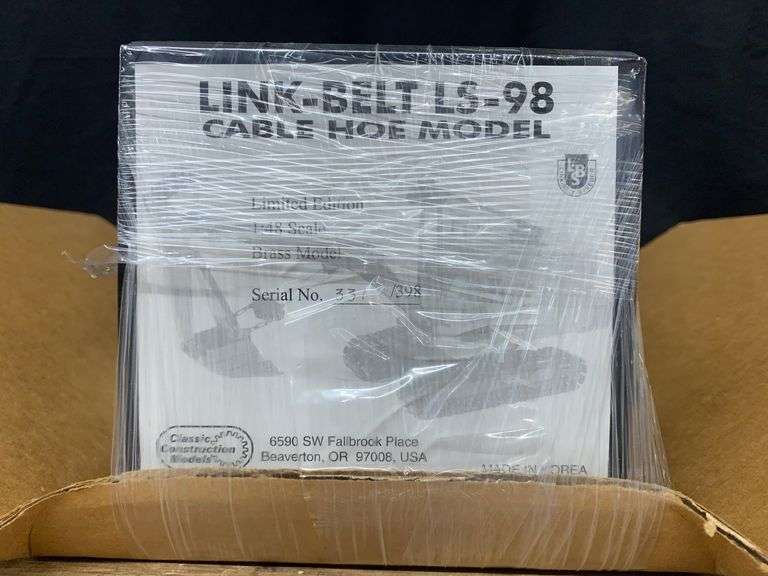 LINK-BELT LS-98
CABLE HOE MODEL
Limited Edition
1:48 Scale
Brass Model
Serial No. /398
Classic
Construction
Models
6590 SW Fallbrook Place
Beaverton, OR 97008, USA
MADE IN KOREA